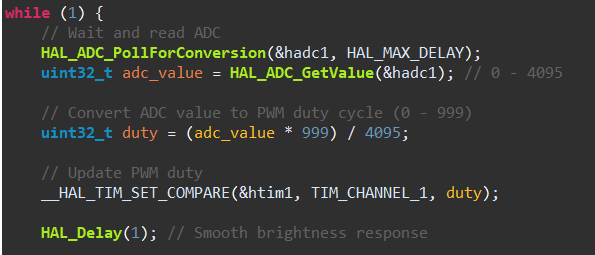 while (1) {
    // Wait and read ADC
    HAL_ADC_PollForConversion(&hadc1, HAL_MAX_DELAY);
    uint32_t adc_value = HAL_ADC_GetValue(&hadc1); // 0 - 4095
    // Convert ADC value to PWM duty cycle (0 - 999)
    uint32_t duty = (adc_value * 999) / 4095;
    // Update PWM duty
    __HAL_TIM_SET_COMPARE(&htim1, TIM_CHANNEL_1, duty);
    HAL_Delay(1); // Smooth brightness response